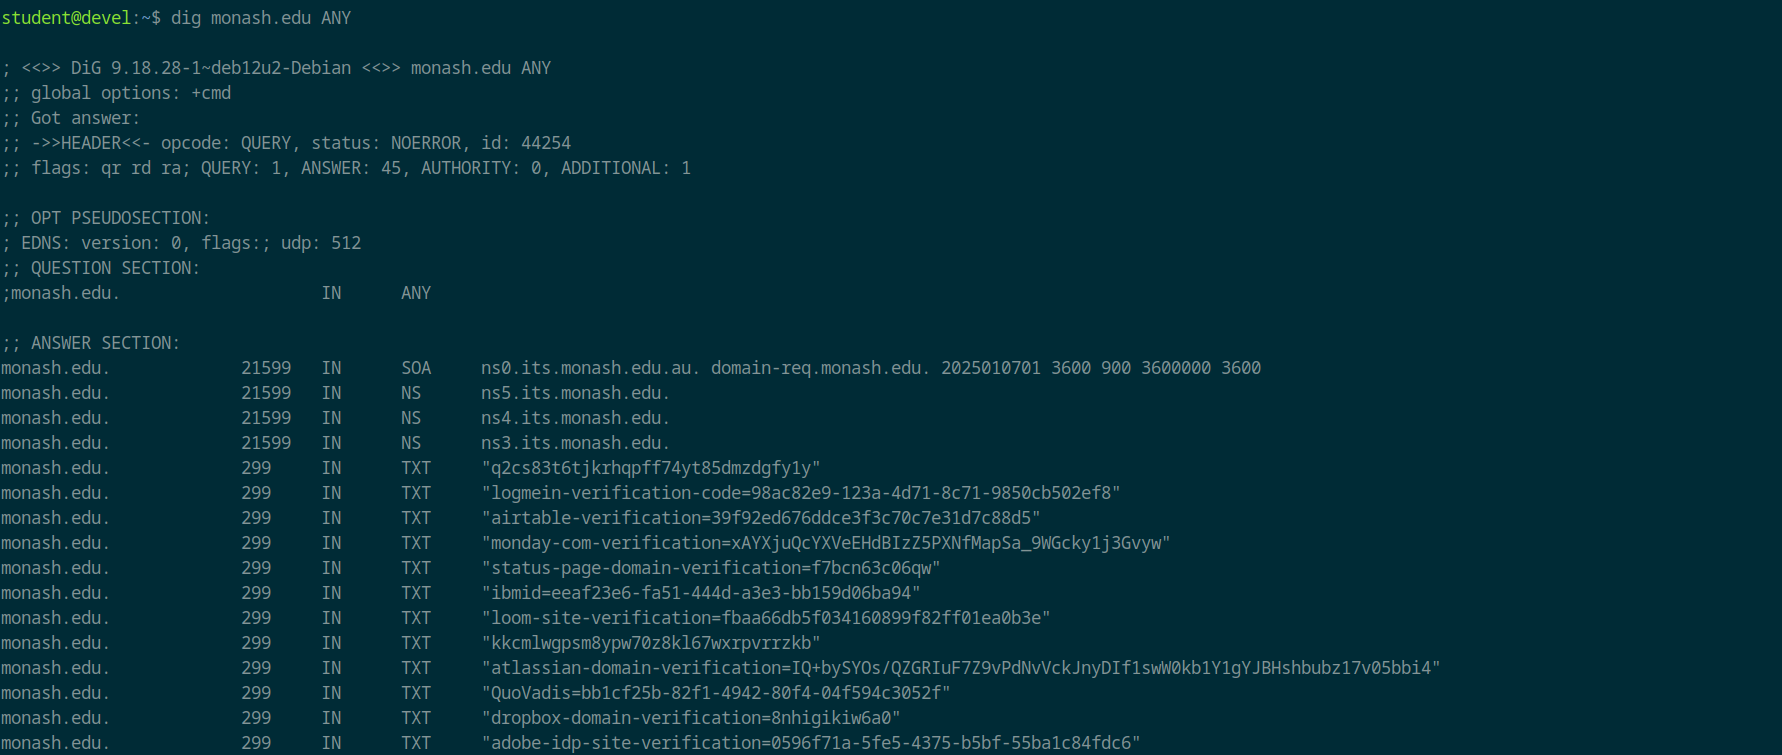 student@devel:~$ dig monash.edu ANY
; <<>> DiG 9.18.28-1~deb12u2-Debian <<>> monash.edu ANY
;; global options: +cmd
;; Got answer:
;; ->>HEADER<<- opcode: QUERY, status: NOERROR, id: 44254
;; flags: qr rd ra; QUERY: 1, ANSWER: 45, AUTHORITY: 0, ADDITIONAL: 1
;; OPT PSEUDOSECTION:
; EDNS: version: 0, flags:; udp: 512
;; QUESTION SECTION:
;monash.edu. IN ANY
;; ANSWER SECTION:
monash.edu. 21599 IN SOA ns0.its.monash.edu.au. domain-req.monash.edu. 2025010701 3600 900 3600000 3600
monash.edu. 21599 IN NS ns5.its.monash.edu.
monash.edu. 21599 IN NS ns4.its.monash.edu.
monash.edu. 21599 IN NS ns3.its.monash.edu.
monash.edu. 299 IN TXT "q2cs83t6tjkrhqpff74yt85dmzdgfy1y"
monash.edu. 299 IN TXT "logmein-verification-code=98ac82e9-123a-4d71-8c71-9850cb502ef8"
monash.edu. 299 IN TXT "airtable-verification=39f92ed676ddce3f3c70c7e31d7c88d5"
monash.edu. 299 IN TXT "monday-com-verification=xAYXjuQcYXVeEHdBIzZ5PXNfMapSa_9WGcky1j3Gvyw"
monash.edu. 299 IN TXT "status-page-domain-verification=f7bcn63c06qw"
monash.edu. 299 IN TXT "ibmid=eeaf23e6-fa51-444d-a3e3-bb159d06ba94"
monash.edu. 299 IN TXT "loom-site-verification=fbaa66db5f034160899f82ff01ea0b3e"
monash.edu. 299 IN TXT "kkcmlwgpsm8ypw70z8kl67wxrpvrrzkb"
monash.edu. 299 IN TXT "atlassian-domain-verification=IQ+bySYOs/QZGRIuF7Z9vPdNvVckJnyDIf1swW0kb1Y1gYJBHshbubz17v05bbi4"
monash.edu. 299 IN TXT "QuoVadis=bb1cf25b-82f1-4942-80f4-04f594c3052f"
monash.edu. 299 IN TXT "dropbox-domain-verification=8nhigikiw6a0"
monash.edu. 299 IN TXT "adobe-idp-site-verification=0596f71a-5fe5-4375-b5bf-55ba1c84fdc6"